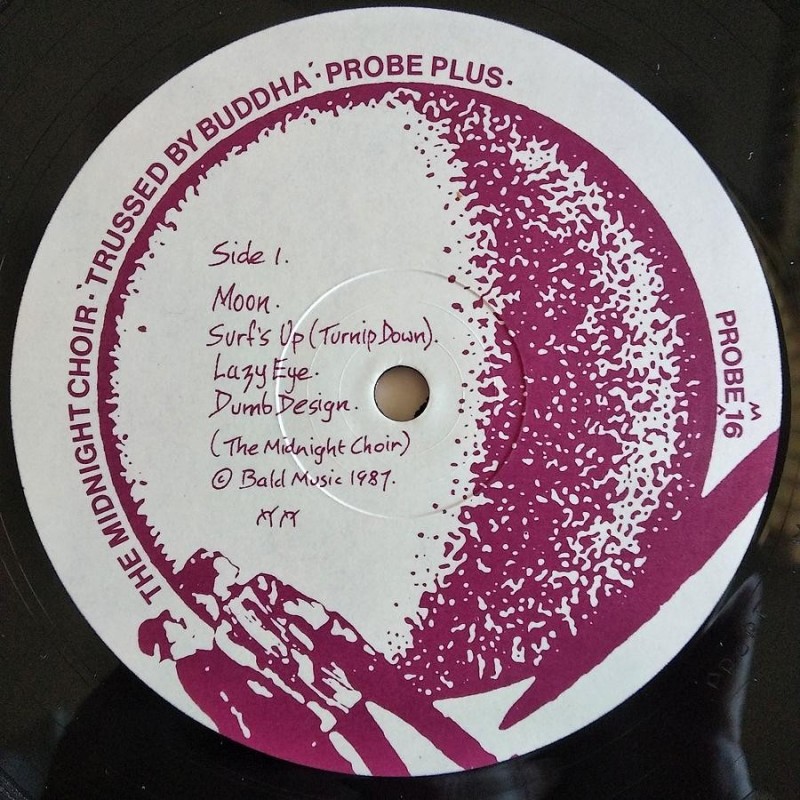 THE MIDNIGHT CHOIR · 'TRUSSED BY BUDDHA' · PROBE PLUS ·
PROBE 16
M
Side 1.
Moon.
Surf's Up (Turnip Down).
Lazy Eye.
Dumb Design.
(The Midnight Choir)
© Bald Music 1987.